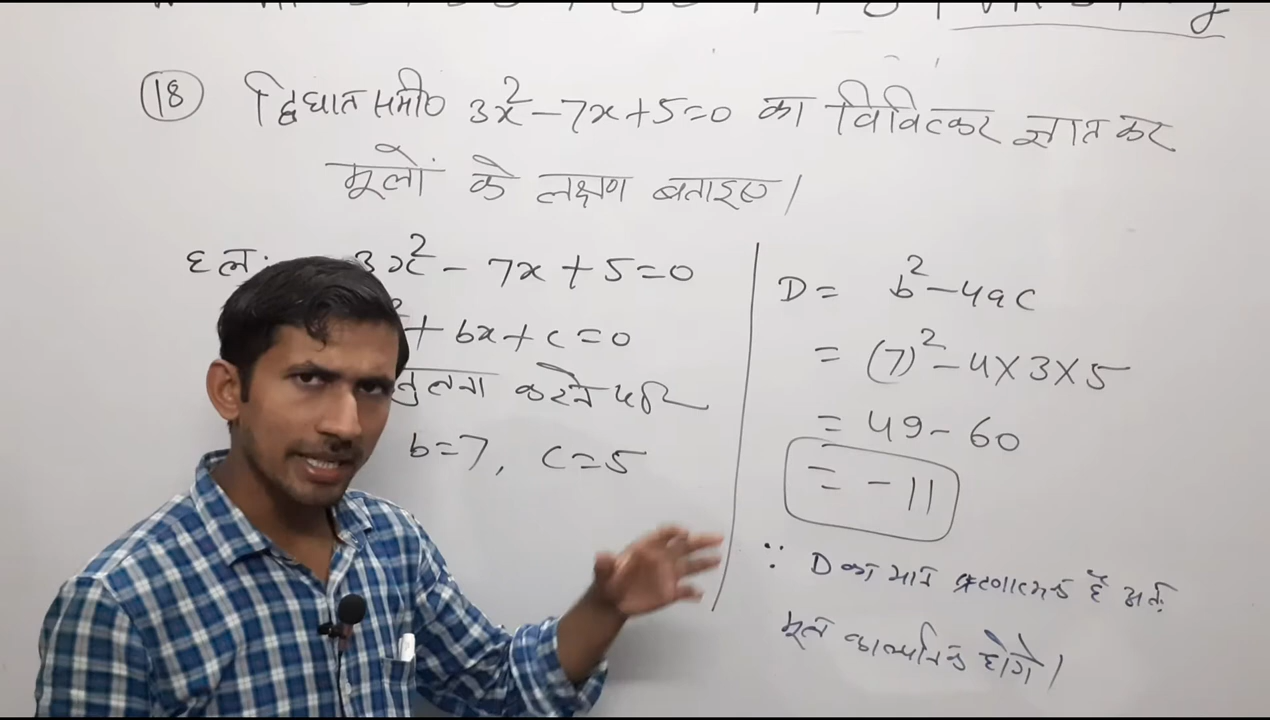 (18) द्विघात समी० 3x² - 7x + 5 = 0 का विविक्तकर ज्ञात कर
मूलों के लक्षण बताइए।
हल: 3x² - 7x + 5 = 0
+ bx + c = 0
तुलना करने पर
b = 7, c = 5
D = b² - 4ac
= (7)² - 4 × 3 × 5
= 49 - 60
= -11
∵ D का मान ऋणात्मक है अतः
मूल काल्पनिक होंगे।